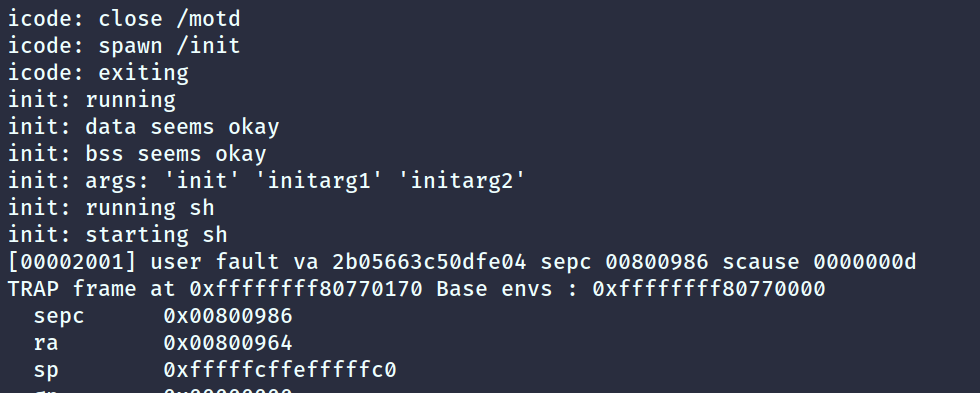 icode: close /motd
icode: spawn /init
icode: exiting
init: running
init: data seems okay
init: bss seems okay
init: args: 'init' 'initarg1' 'initarg2'
init: running sh
init: starting sh
[00002001] user fault va 2b05663c50dfe04 sepc 00800986 scause 0000000d
TRAP frame at 0xffffffff80770170 Base envs : 0xffffffff80770000
  sepc      0x00800986
  ra        0x00800964
  sp        0xfffffcffefffffc0